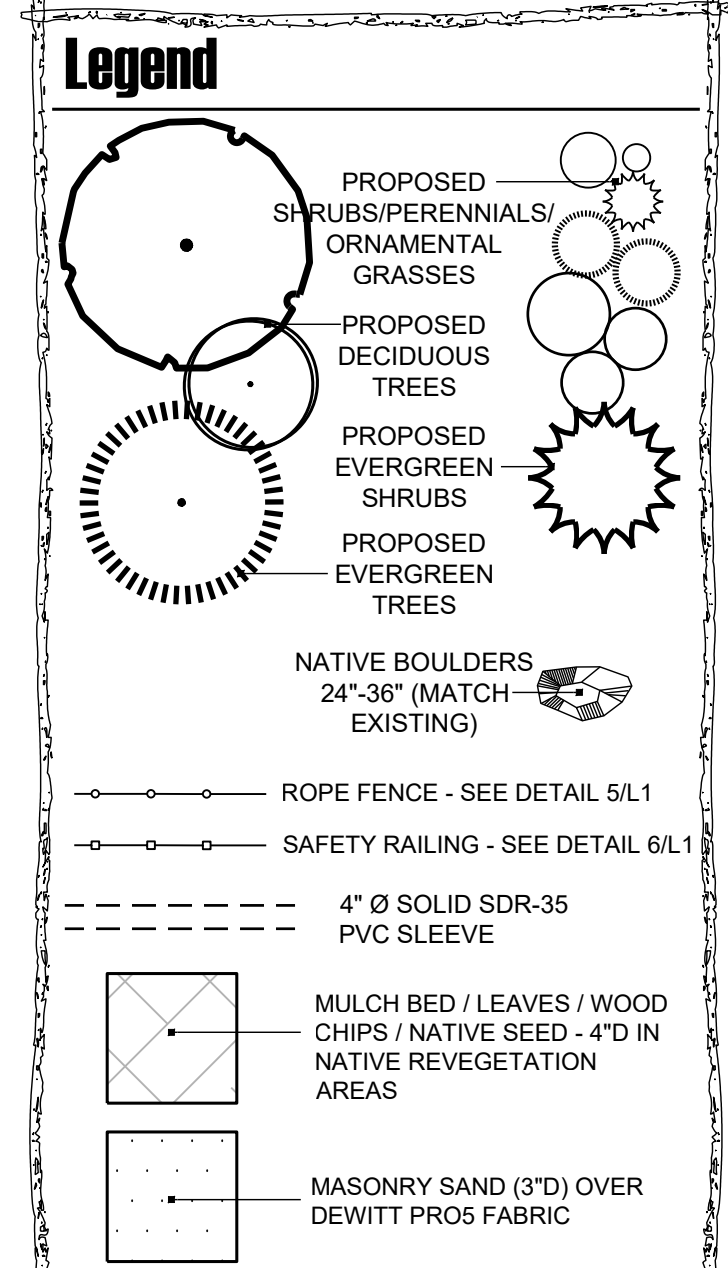 Legend
PROPOSED
SHRUBS/PERENNIALS/
ORNAMENTAL
GRASSES
PROPOSED
DECIDUOUS
TREES
PROPOSED
EVERGREEN
SHRUBS
PROPOSED
EVERGREEN
TREES
NATIVE BOULDERS
24"-36" (MATCH
EXISTING)
ROPE FENCE - SEE DETAIL 5/L1
SAFETY RAILING - SEE DETAIL 6/L1
4" Ø SOLID SDR-35
PVC SLEEVE
MULCH BED / LEAVES / WOOD
CHIPS / NATIVE SEED - 4"D IN
NATIVE REVEGETATION
AREAS
MASONRY SAND (3"D) OVER
DEWITT PRO5 FABRIC